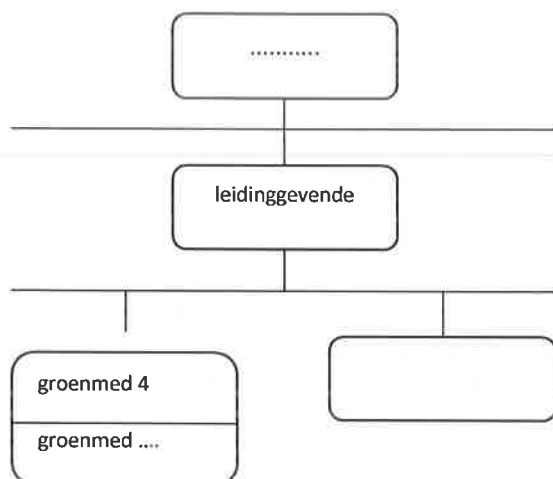 ...........
leidinggevende
groenmed 4
groenmed ....